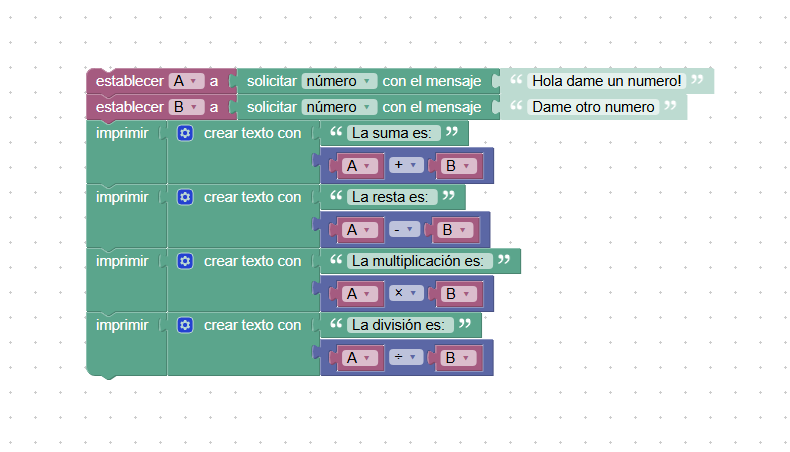 establecer A a solicitar número con el mensaje “ Hola dame un numero! ”
establecer B a solicitar número con el mensaje “ Dame otro numero ”
imprimir crear texto con “ La suma es: ”
A + B
imprimir crear texto con “ La resta es: ”
A - B
imprimir crear texto con “ La multiplicación es: ”
A × B
imprimir crear texto con “ La división es: ”
A ÷ B